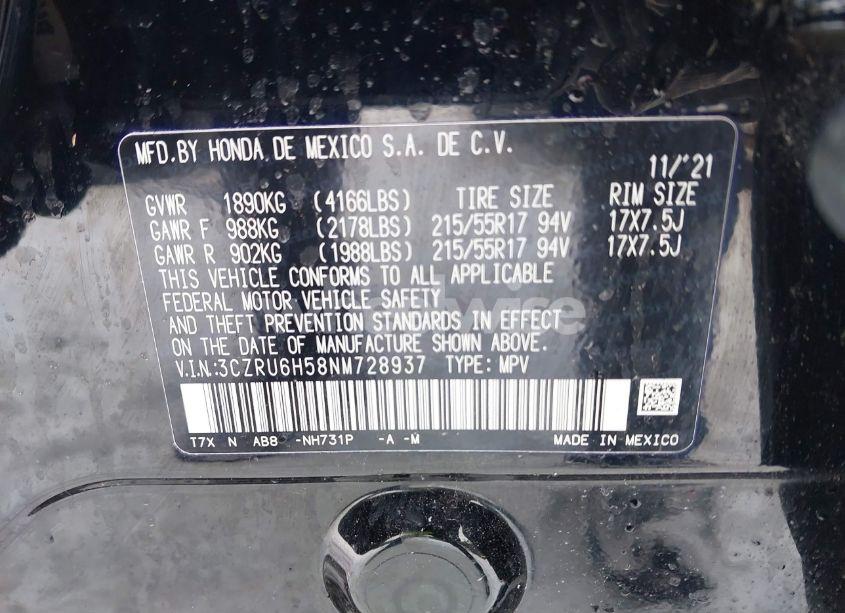 MFD.BY HONDA DE MEXICO S.A. DE C.V.
11/'21
GVWR 1890KG (4166LBS) TIRE SIZE RIM SIZE
GAWR F 988KG (2178LBS) 215/55R17 94V 17X7.5J
GAWR R 902KG (1988LBS) 215/55R17 94V 17X7.5J
THIS VEHICLE CONFORMS TO ALL APPLICABLE
FEDERAL MOTOR VEHICLE SAFETY
AND THEFT PREVENTION STANDARDS IN EFFECT
ON THE DATE OF MANUFACTURE SHOWN ABOVE.
V.I.N.:3CZRU6H58NM728937 TYPE: MPV
T7X N AB8 -NH731P -A -M MADE IN MEXICO